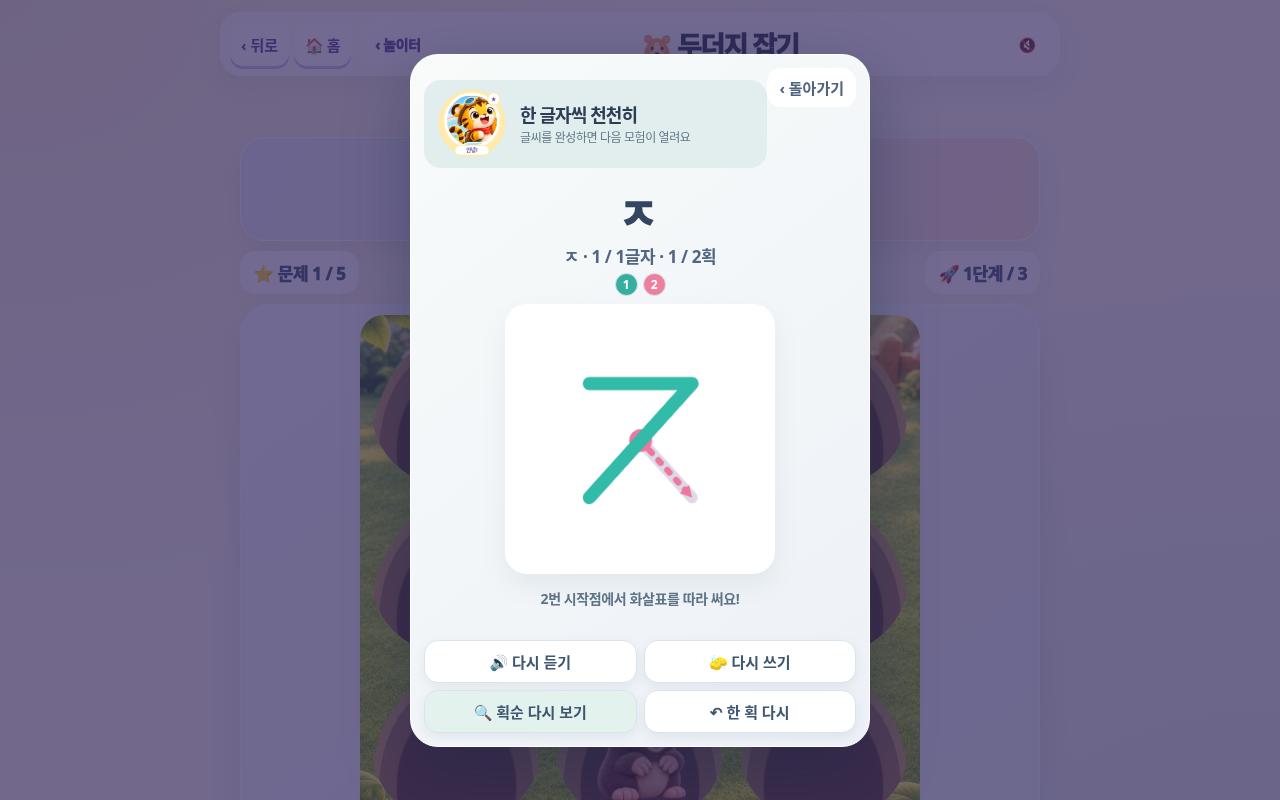 ‹ 뒤로
🏠 홈
‹ 놀이터
🐹 두더지 잡기
‹ 돌아가기
한 글자씩 천천히
글씨를 완성하면 다음 모험이 열려요
안녕!
ㅈ
ㅈ · 1 / 1글자 · 1 / 2획
1 2
⭐ 문제 1 / 5
🚀 1단계 / 3
2번 시작점에서 화살표를 따라 써요!
🔊 다시 듣기
🧽 다시 쓰기
🔍 획순 다시 보기
↶ 한 획 다시